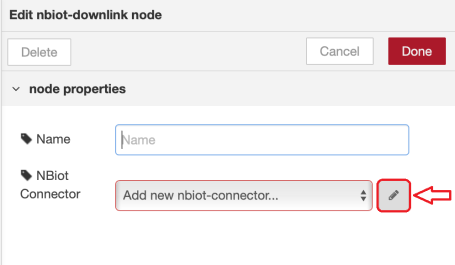 Edit nbiot-downlink node
Delete
Cancel
Done
node properties
Name
Name
NBiot
Connector
Add new nbiot-connector...